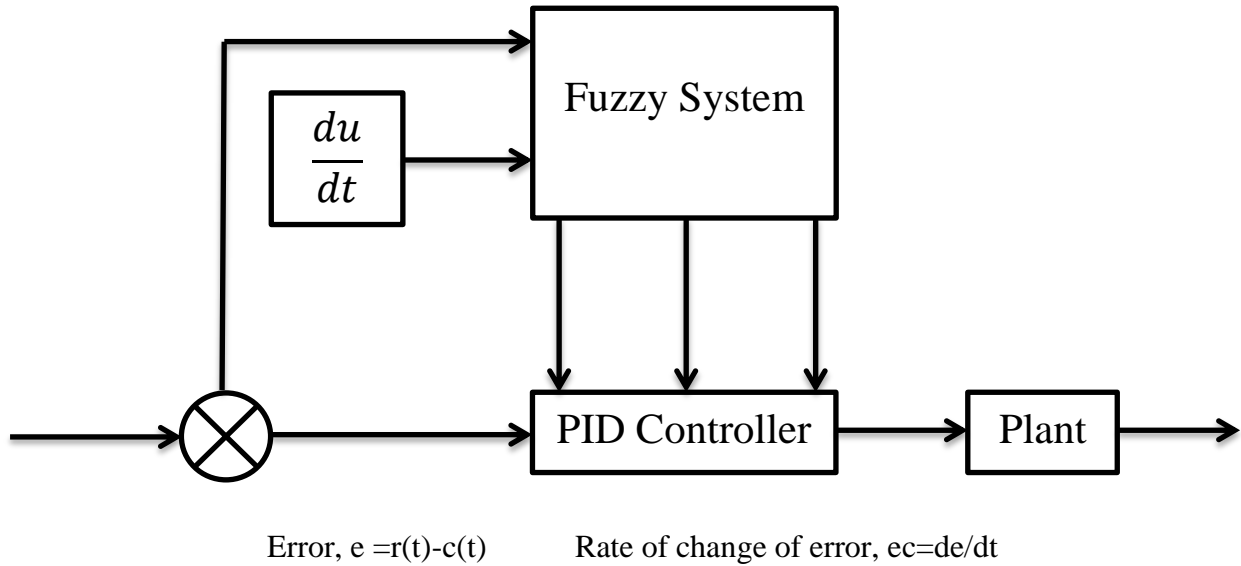 Fuzzy System
du
dt
PID Controller
Plant
Error, e =r(t)-c(t) Rate of change of error, ec=de/dt